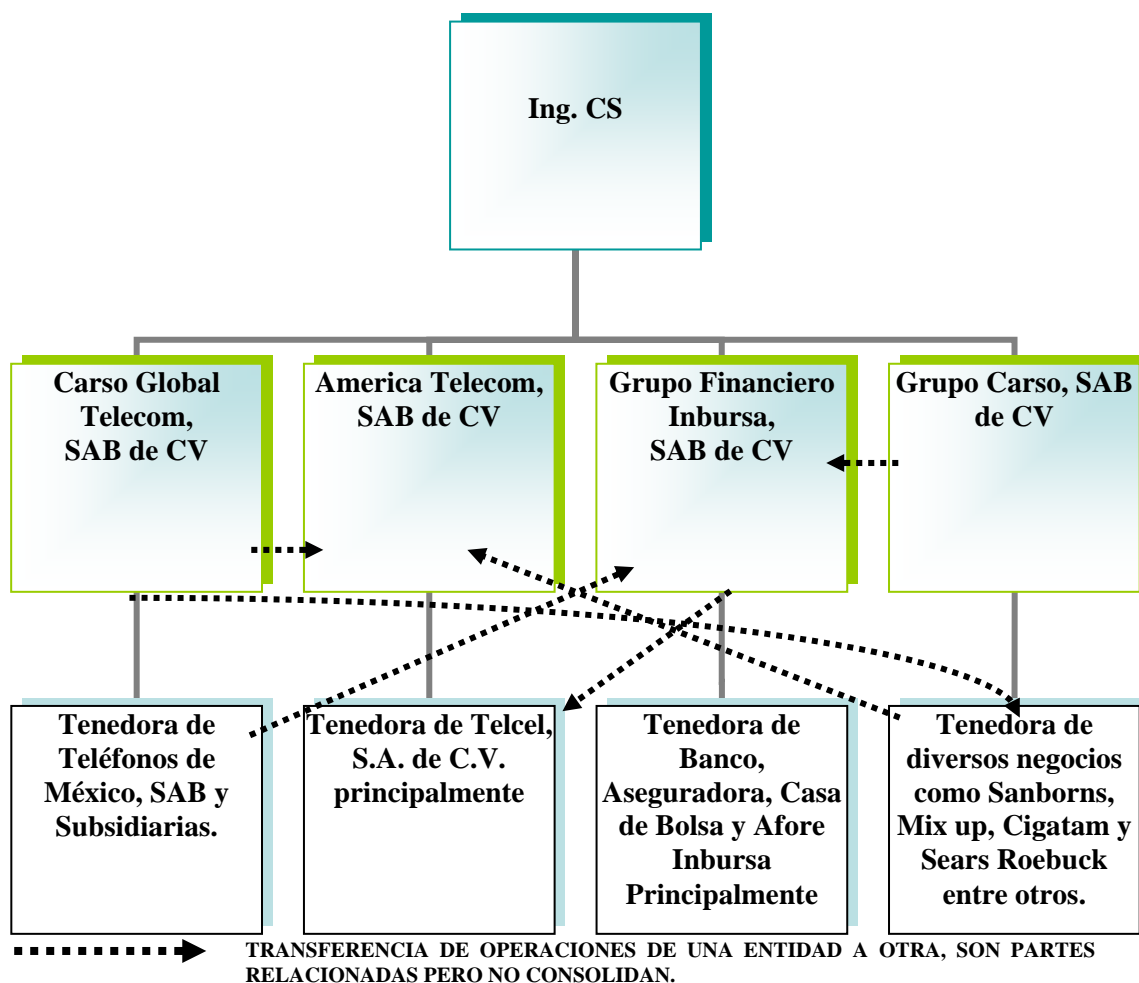 Ing. CS
Carso Global
Telecom,
SAB de CV
America Telecom,
SAB de CV
Grupo Financiero
Inbursa,
SAB de CV
Grupo Carso, SAB
de CV
Tenedora de
Teléfonos de
México, SAB y
Subsidiarias.
Tenedora de Telcel,
S.A. de C.V.
principalmente
Tenedora de
Banco,
Aseguradora, Casa
de Bolsa y Afore
Inbursa
Principalmente
Tenedora de
diversos negocios
como Sanborns,
Mix up, Cigatam y
Sears Roebuck
entre otros.
TRANSFERENCIA DE OPERACIONES DE UNA ENTIDAD A OTRA, SON PARTES
RELACIONADAS PERO NO CONSOLIDAN.